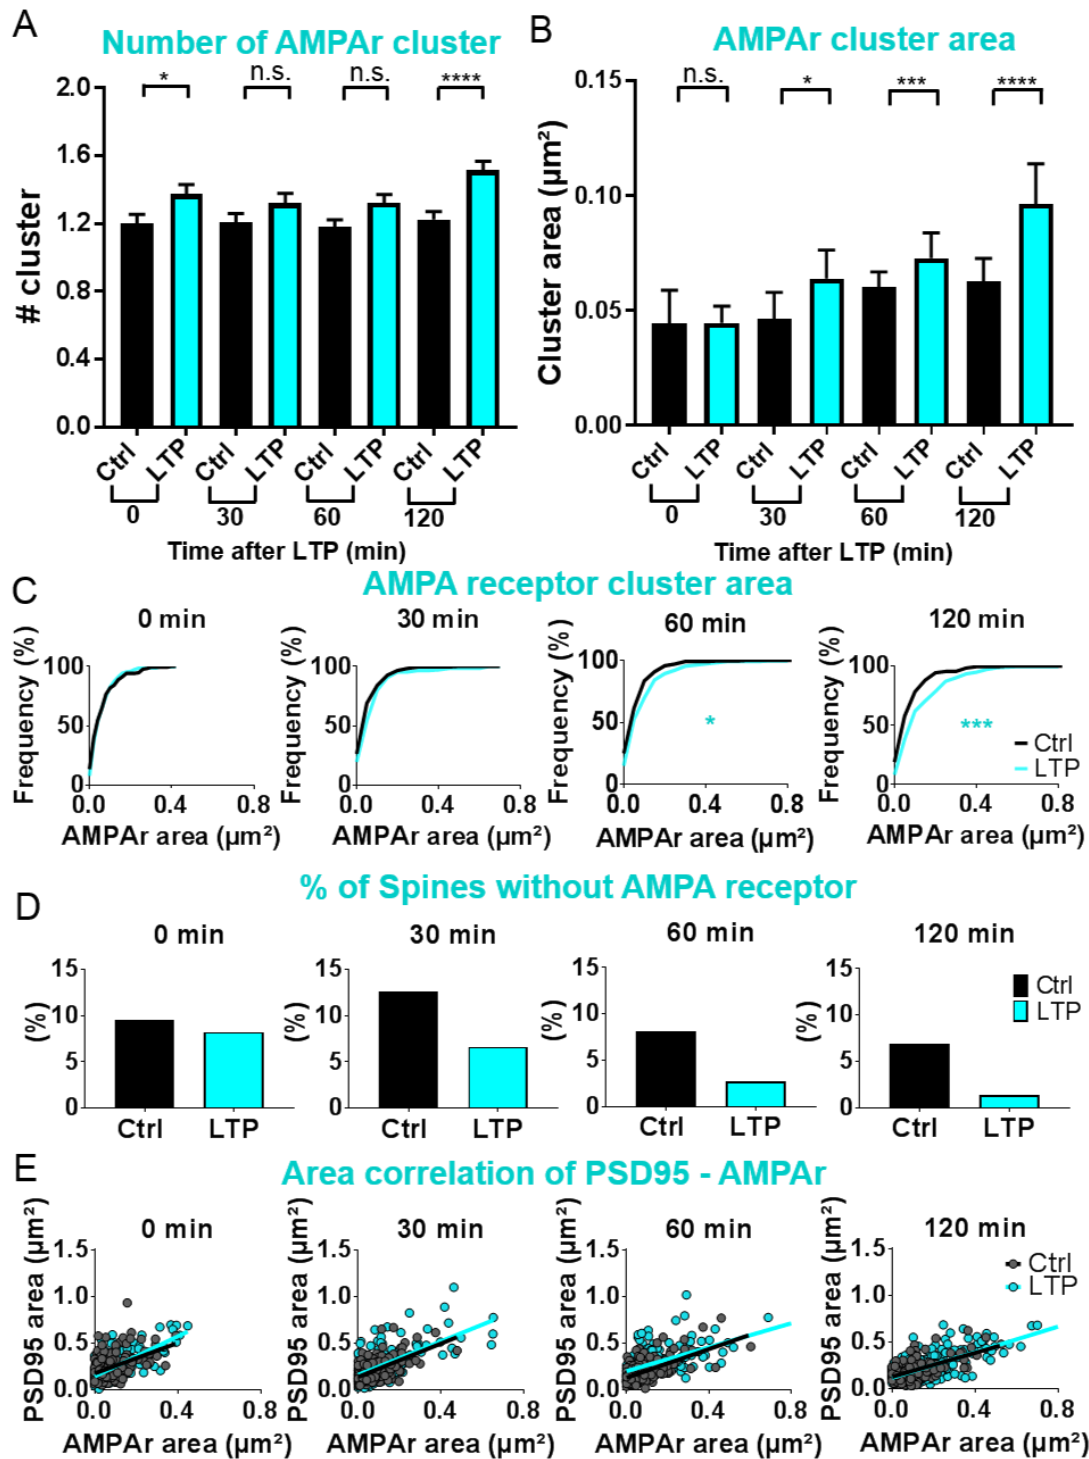 A
Number of AMPAr cluster
# cluster
2.0
1.6
1.2
0.8
0.4
0.0
*
n.s.
n.s.
****
Ctrl LTP Ctrl LTP Ctrl LTP Ctrl LTP
0 30 60 120
Time after LTP (min)
B
AMPAr cluster area
Cluster area (µm²)
0.15
0.10
0.05
0.00
n.s.
*
***
****
Ctrl LTP Ctrl LTP Ctrl LTP Ctrl LTP
0 30 60 120
Time after LTP (min)
C
AMPA receptor cluster area
0 min
Frequency (%)
100
50
0
0.0 0.4 0.8
AMPAr area (µm²)
30 min
Frequency (%)
100
50
0
0.0 0.4 0.8
AMPAr area (µm²)
60 min
Frequency (%)
100
50
0
*
0.0 0.4 0.8
AMPAr area (µm²)
120 min
Frequency (%)
100
50
0
***
Ctrl
LTP
0.0 0.4 0.8
AMPAr area (µm²)
D
% of Spines without AMPA receptor
0 min
(%)
15
10
5
0
Ctrl LTP
30 min
(%)
15
10
5
0
Ctrl LTP
60 min
(%)
15
10
5
0
Ctrl LTP
120 min
(%)
15
10
5
0
Ctrl
LTP
Ctrl LTP
E
Area correlation of PSD95 - AMPAr
0 min
PSD95 area (µm²)
1.5
1.0
0.5
0.0
0.0 0.4 0.8
AMPAr area (µm²)
30 min
PSD95 area (µm²)
1.5
1.0
0.5
0.0
0.0 0.4 0.8
AMPAr area (µm²)
60 min
PSD95 area (µm²)
1.5
1.0
0.5
0.0
0.0 0.4 0.8
AMPAr area (µm²)
120 min
PSD95 area (µm²)
1.5
1.0
0.5
0.0
Ctrl
LTP
0.0 0.4 0.8
AMPAr area (µm²)